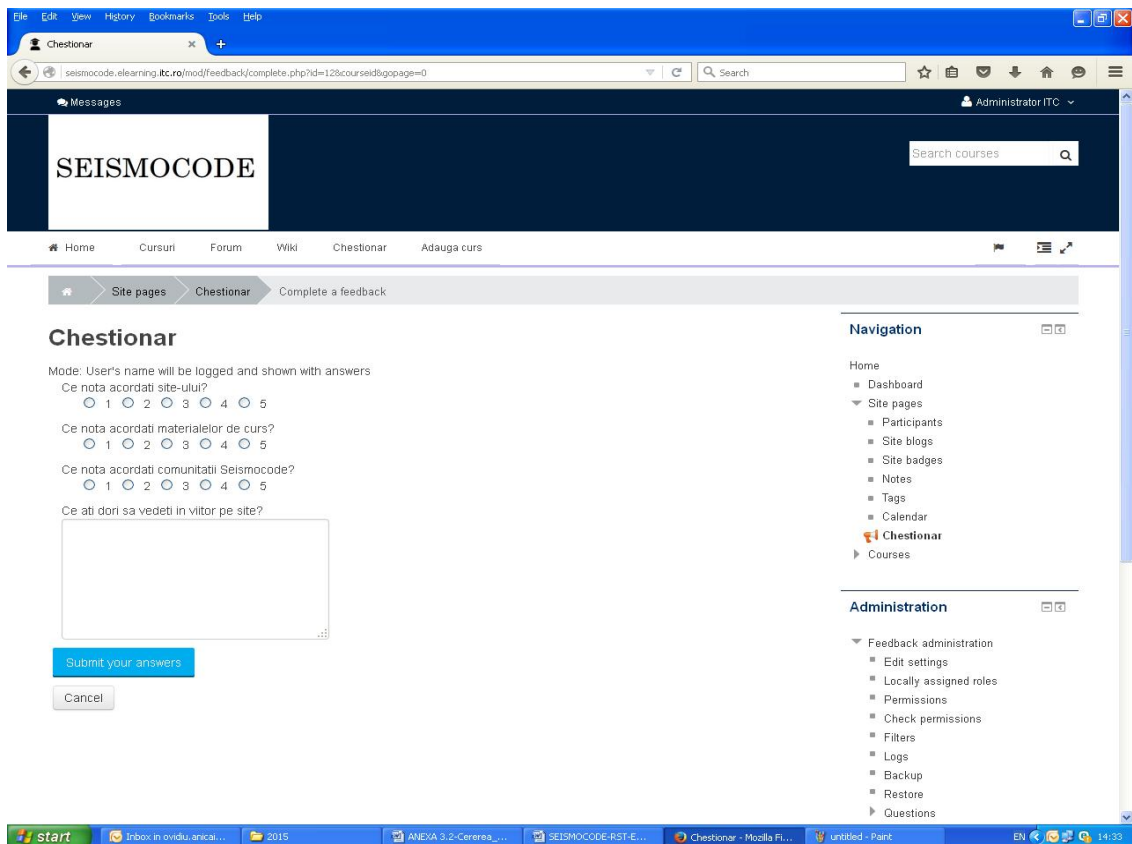 File Edit View History Bookmarks Tools Help
Chestionar
seismocode.elearning.itc.ro/mod/feedback/complete.php?id=12&courseid&gopage=0
Search
Messages
Administrator ITC
SEISMOCODE
Search courses
Home Cursuri Forum Wiki Chestionar Adauga curs
Site pages Chestionar Complete a feedback
Chestionar
Mode: User's name will be logged and shown with answers
Ce nota acordati site-ului?
1 2 3 4 5
Ce nota acordati materialelor de curs?
1 2 3 4 5
Ce nota acordati comunitatii Seismocode?
1 2 3 4 5
Ce ati dori sa vedeti in viitor pe site?
Submit your answers
Cancel
Navigation
Home
Dashboard
Site pages
Participants
Site blogs
Site badges
Notes
Tags
Calendar
Chestionar
Courses
Administration
Feedback administration
Edit settings
Locally assigned roles
Permissions
Check permissions
Filters
Logs
Backup
Restore
Questions
start Inbox in ovidiu.anicai... 2015 ANEXA 3.2-Cererea_... SEISMOCODE-RST-E... Chestionar - Mozilla Fi... untitled - Paint EN 14:33